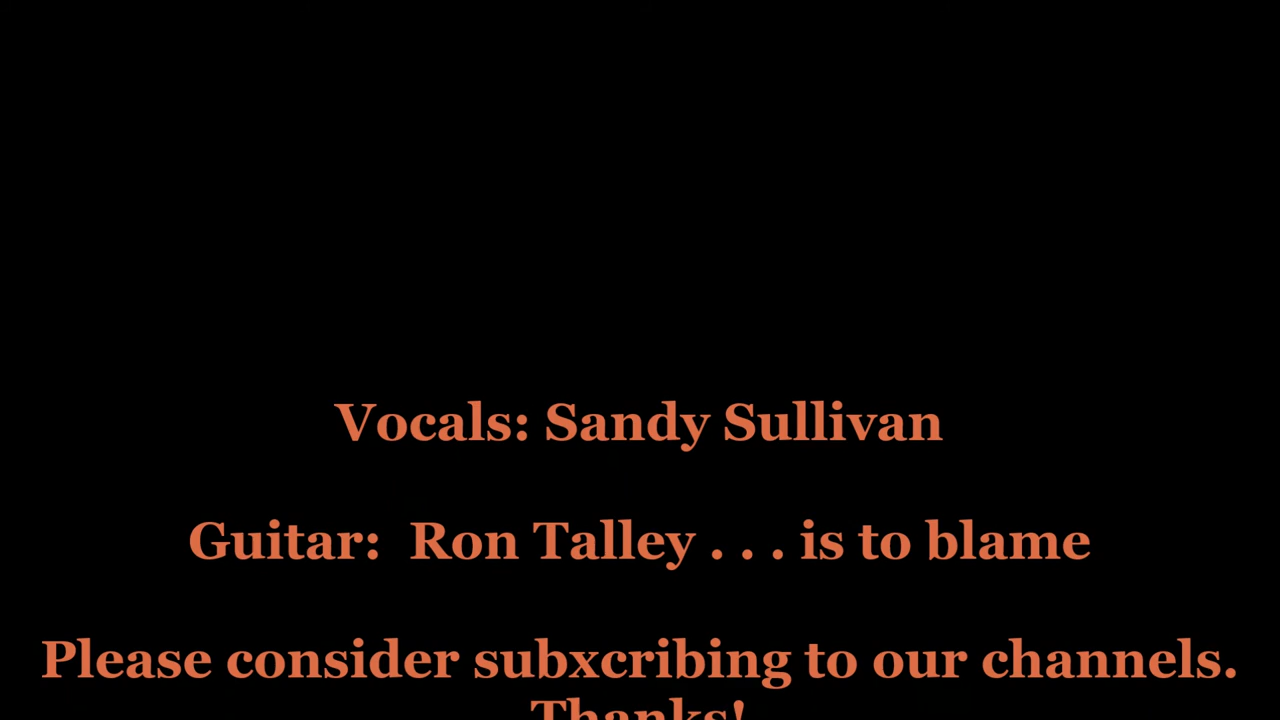 Vocals: Sandy Sullivan
Guitar:  Ron Talley . . . is to blame
Please consider subxcribing to our channels.
Thanks!